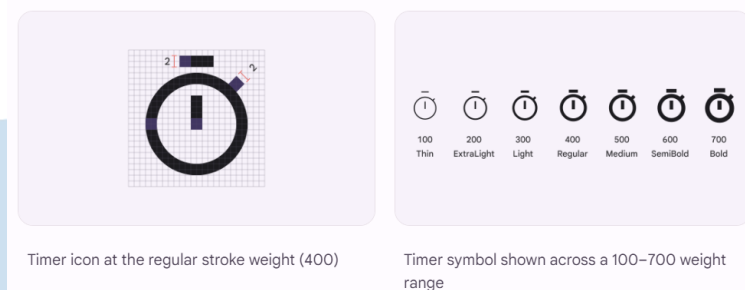 2
2
100
200
300
400
500
600
700
Thin
ExtraLight
Light
Regular
Medium
SemiBold
Bold
Timer icon at the regular stroke weight (400)
Timer symbol shown across a 100–700 weight
range